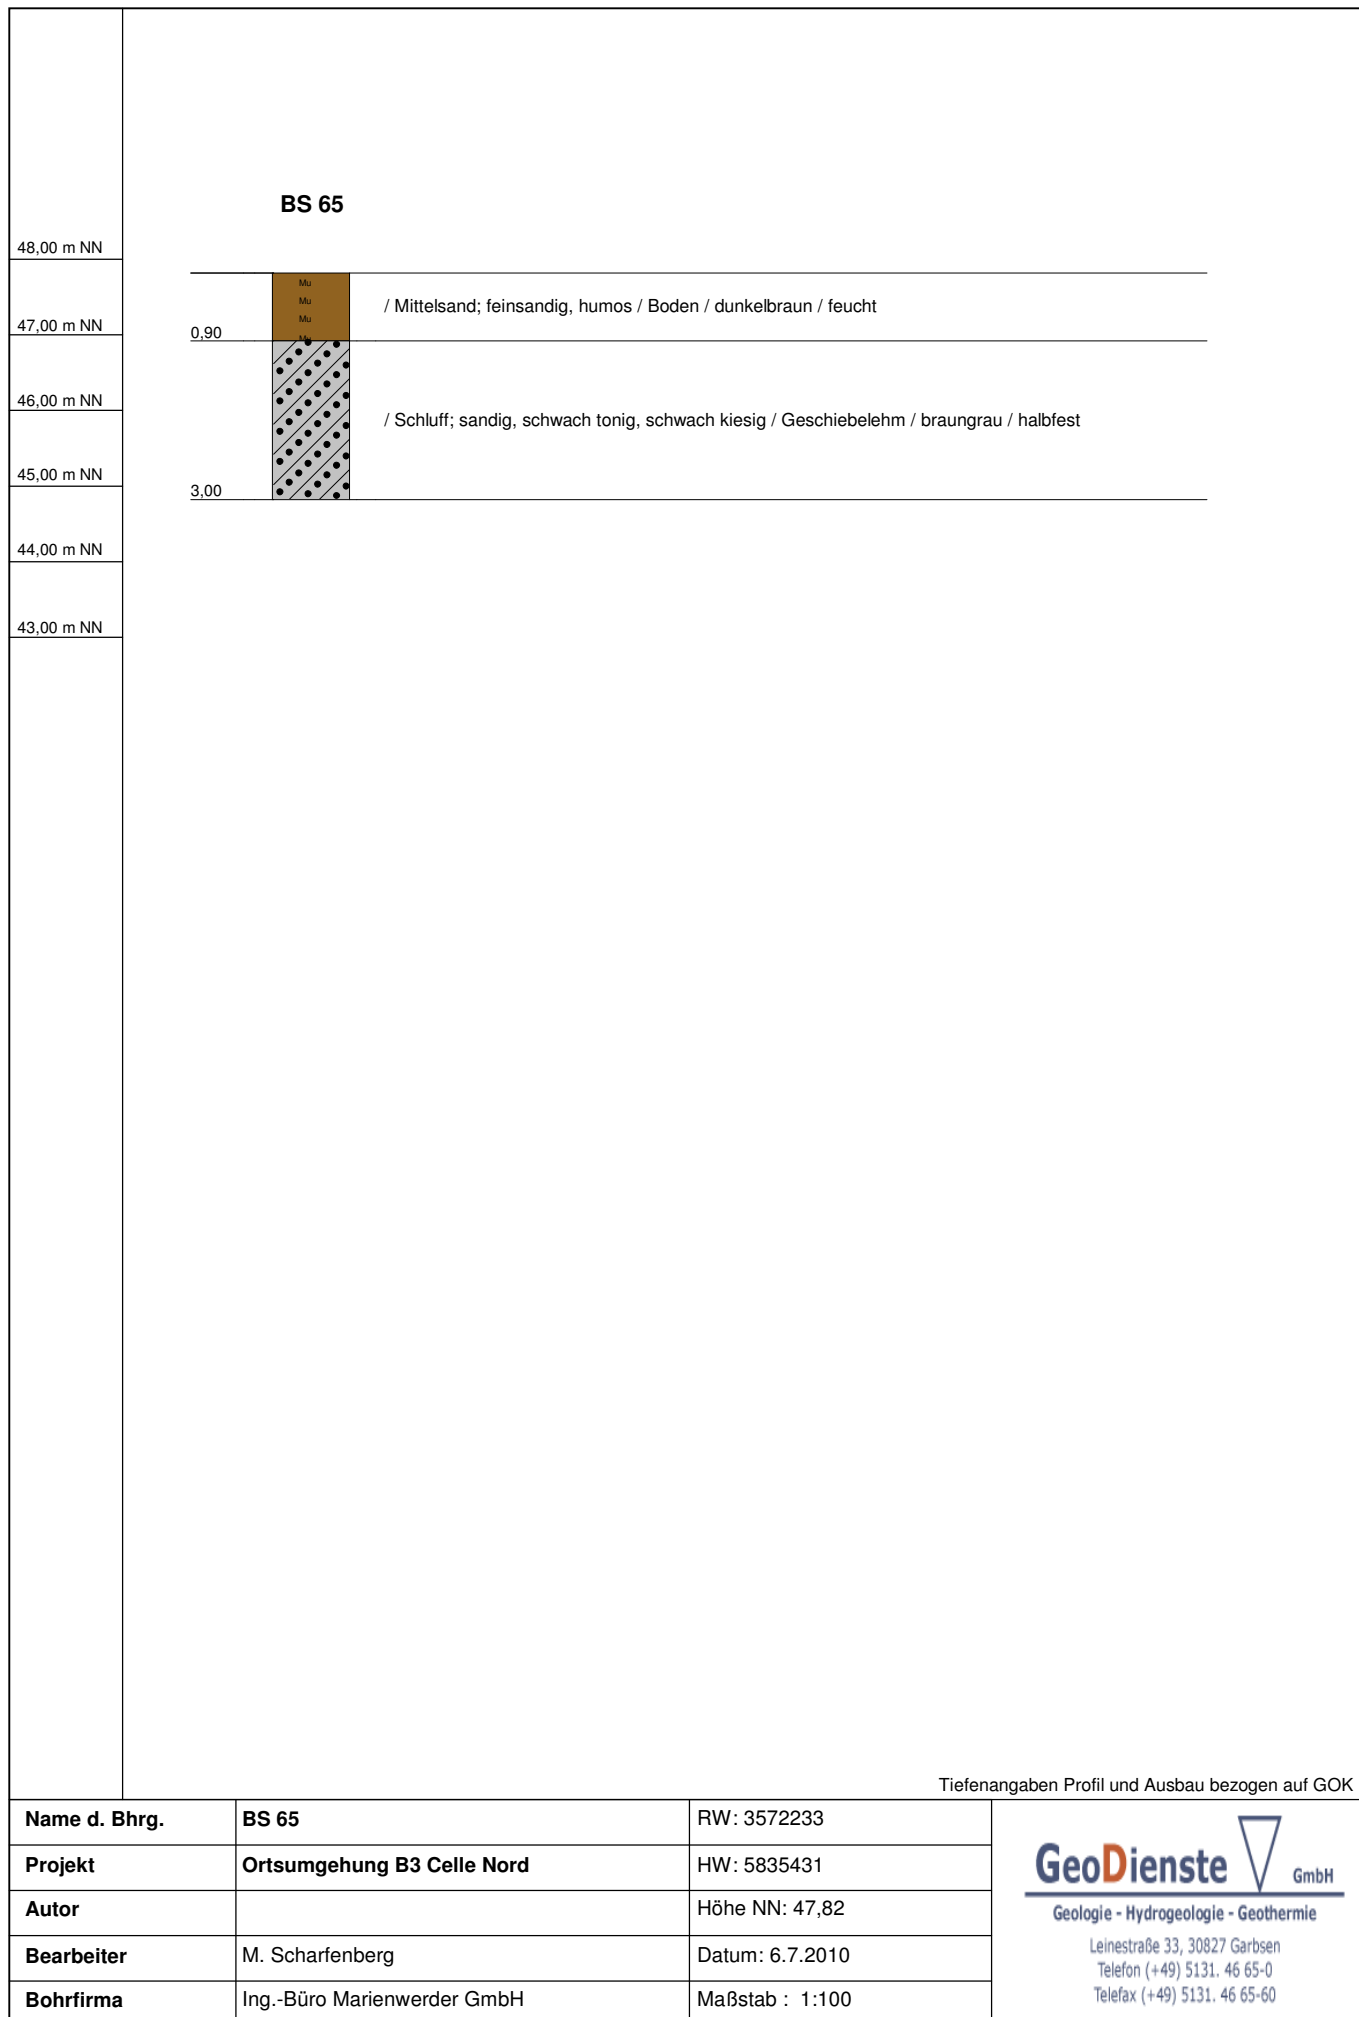 BS 65
48,00 m NN
47,00 m NN
46,00 m NN
45,00 m NN
44,00 m NN
43,00 m NN
Mu
Mu
Mu
Mu
/ Mittelsand; feinsandig, humos / Boden / dunkelbraun / feucht
0,90
/ Schluff; sandig, schwach tonig, schwach kiesig / Geschiebelehm / braungrau / halbfest
3,00
Tiefenangaben Profil und Ausbau bezogen auf GOK
Name d. Bhrg. BS 65 RW: 3572233
Projekt Ortsumgehung B3 Celle Nord HW: 5835431
Autor Höhe NN: 47,82
Bearbeiter M. Scharfenberg Datum: 6.7.2010
Bohrfirma Ing.-Büro Marienwerder GmbH Maßstab : 1:100
GeoDienste GmbH
Geologie - Hydrogeologie - Geothermie
Leinestraße 33, 30827 Garbsen
Telefon (+49) 5131. 46 65-0
Telefax (+49) 5131. 46 65-60